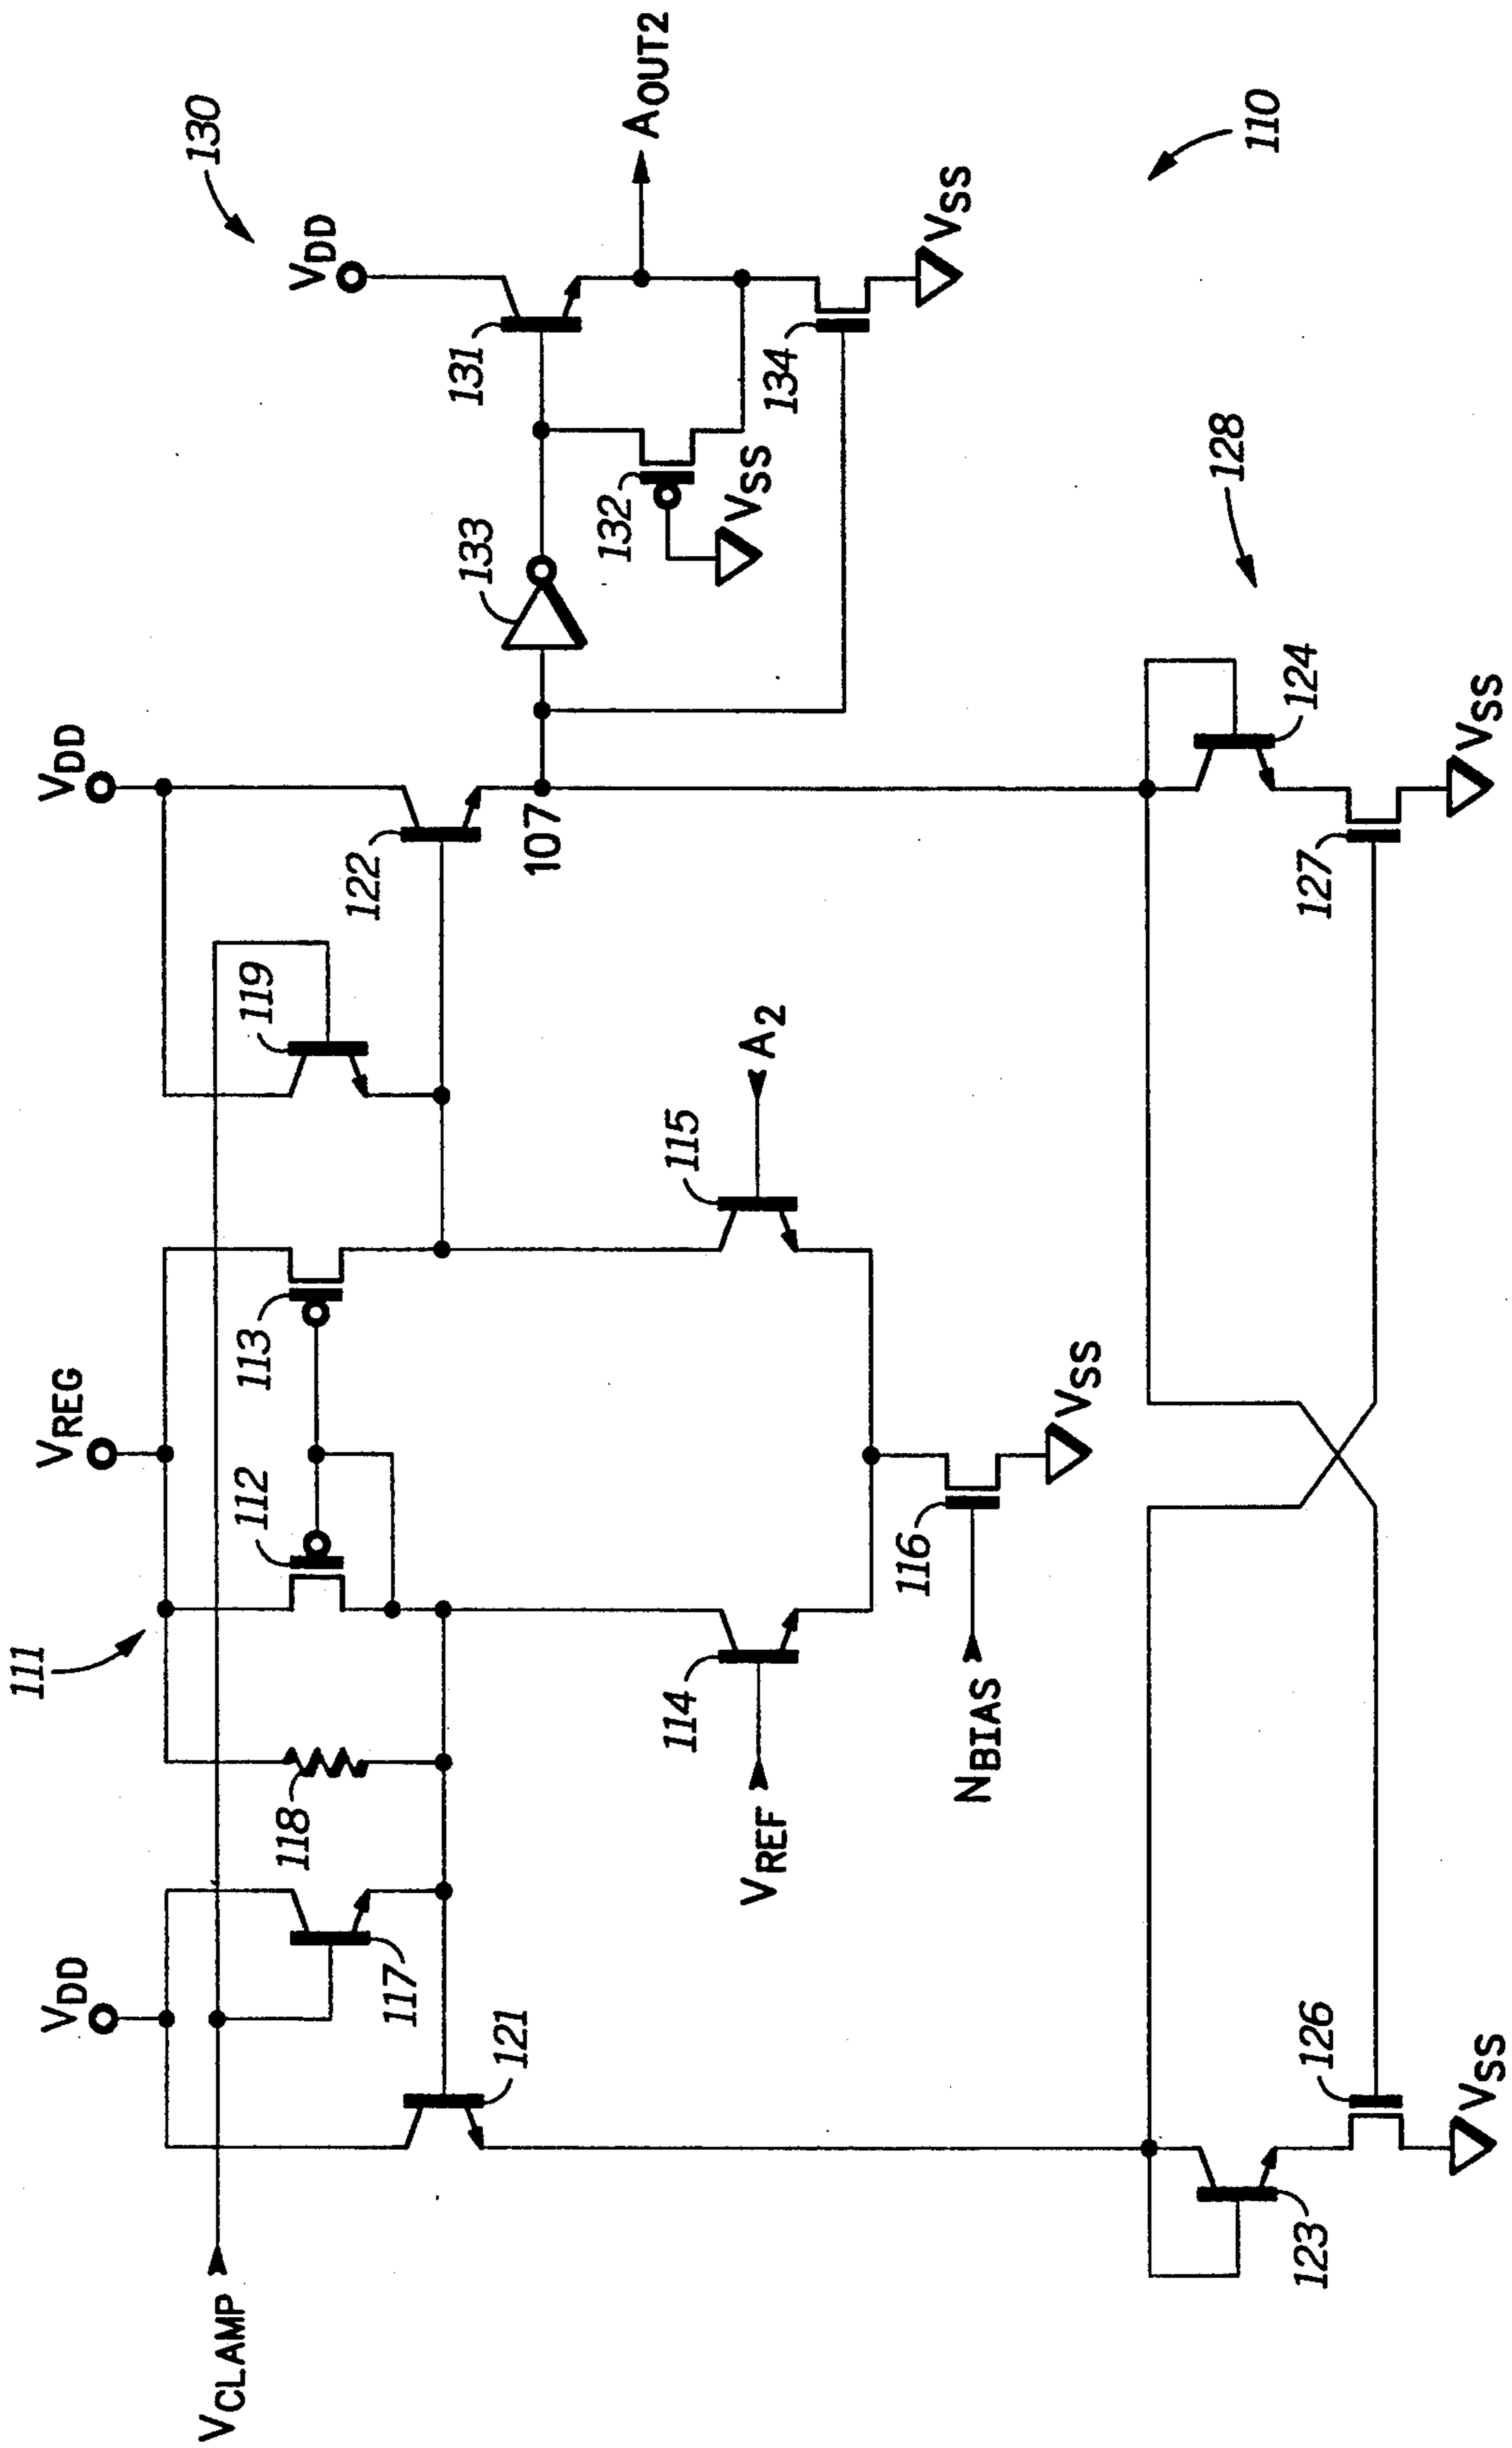 111
130
VDD
VREG
VDD
VDD
VCLAMP
118
112
113
119
117
121
122
107
133
131
132
VSS
134
AOUT2
VSS
VREF
114
115
A2
NBIAS
116
VSS
110
128
123
126
VSS
127
124
VSS